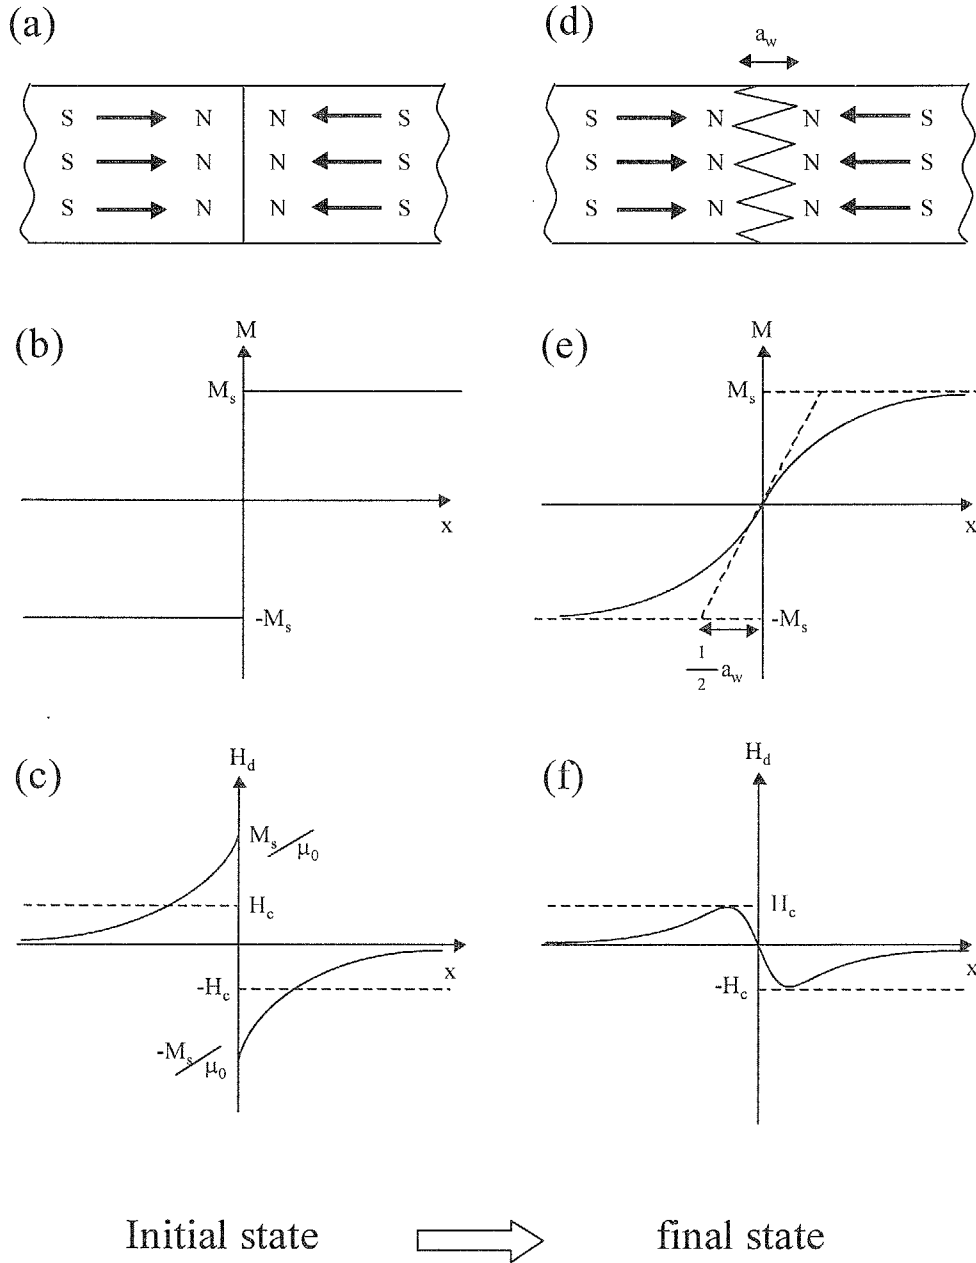 (a)
S N N S
S N N S
S N N S
(d)
a_w
S N N S
S N N S
S N N S
(b)
M
M_s
x
-M_s
(e)
M
M_s
x
-M_s
1/2 a_w
(c)
H_d
M_s/μ_0
H_c
x
-H_c
-M_s/μ_0
(f)
H_d
H_c
x
-H_c
Initial state
final state